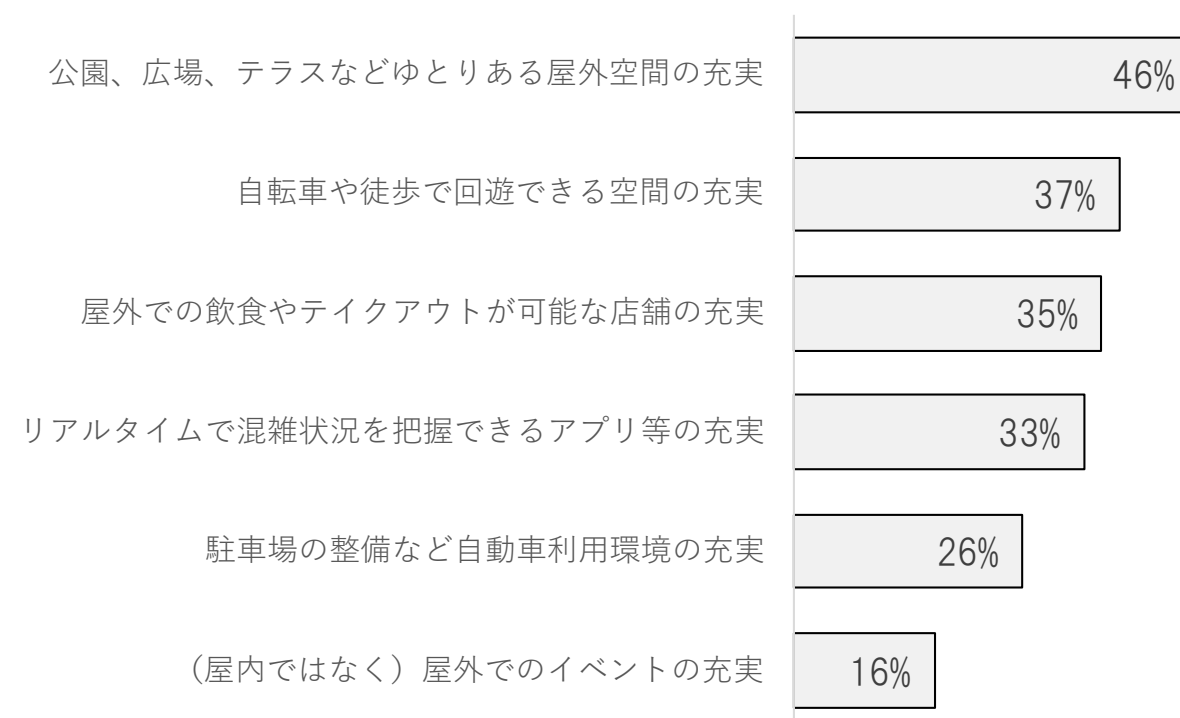 公園、広場、テラスなどゆとりある屋外空間の充実 46%
自転車や徒歩で回遊できる空間の充実 37%
屋外での飲食やテイクアウトが可能な店舗の充実 35%
リアルタイムで混雑状況を把握できるアプリ等の充実 33%
駐車場の整備など自動車利用環境の充実 26%
（屋内ではなく）屋外でのイベントの充実 16%